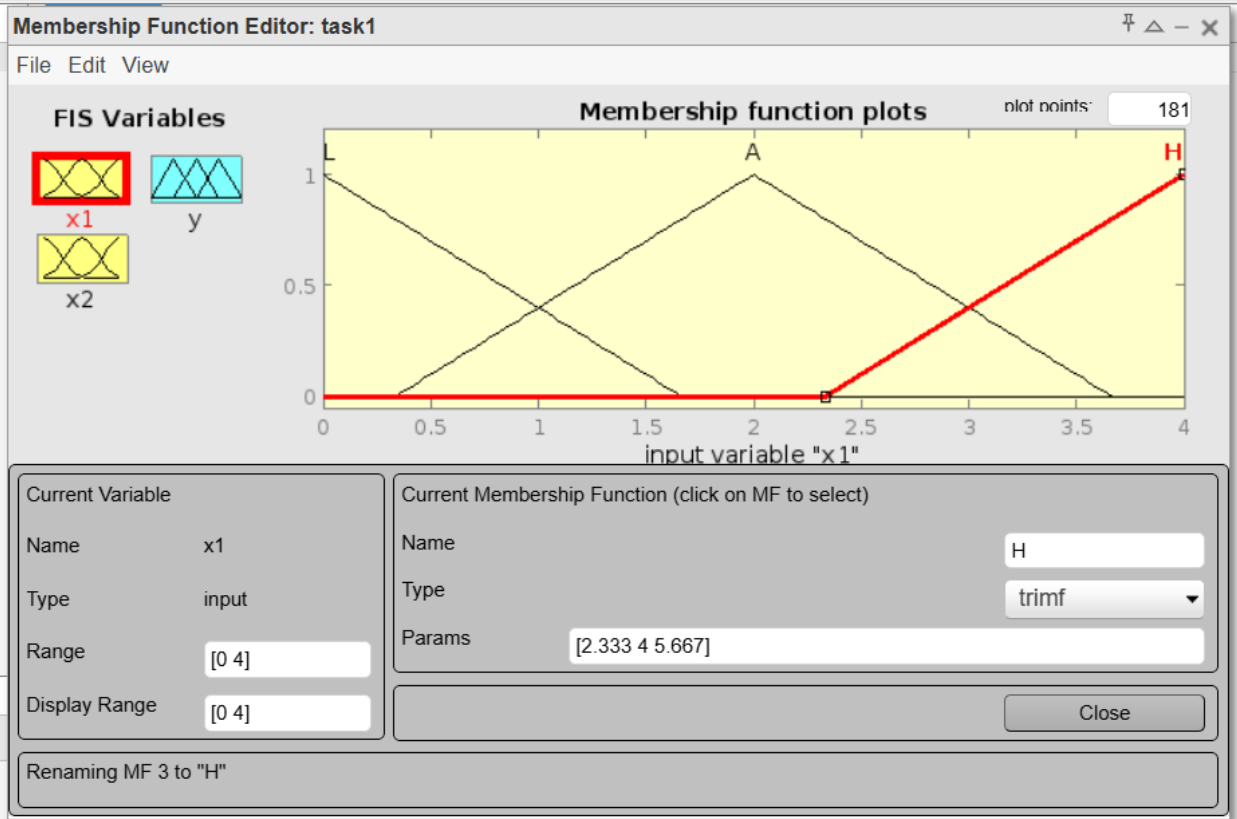 Membership Function Editor: task1
File Edit View
FIS Variables
Membership function plots
plot points:
181
L
A
H
x1
y
x2
1
0.5
0
0 0.5 1 1.5 2 2.5 3 3.5 4
input variable "x1"
Current Variable
Name x1
Type input
Range [0 4]
Display Range [0 4]
Current Membership Function (click on MF to select)
Name H
Type trimf
Params [2.333 4 5.667]
Close
Renaming MF 3 to "H"